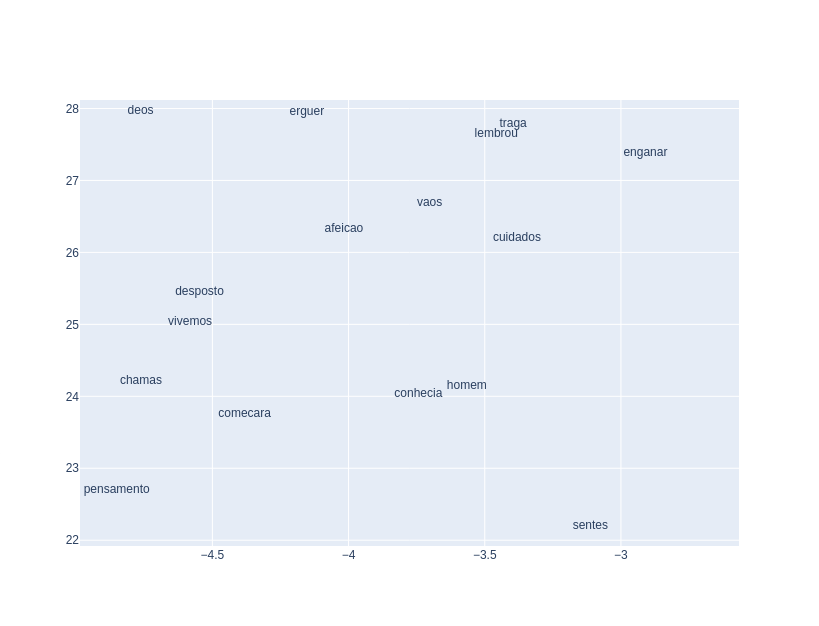 28
deos
erguer
traga
lembrou
enganar
27
vaos
afeicao
cuidados
26
desposto
25
vivemos
chamas
homem
24
conhecia
comecara
23
pensamento
sentes
22
−4.5
−4
−3.5
−3